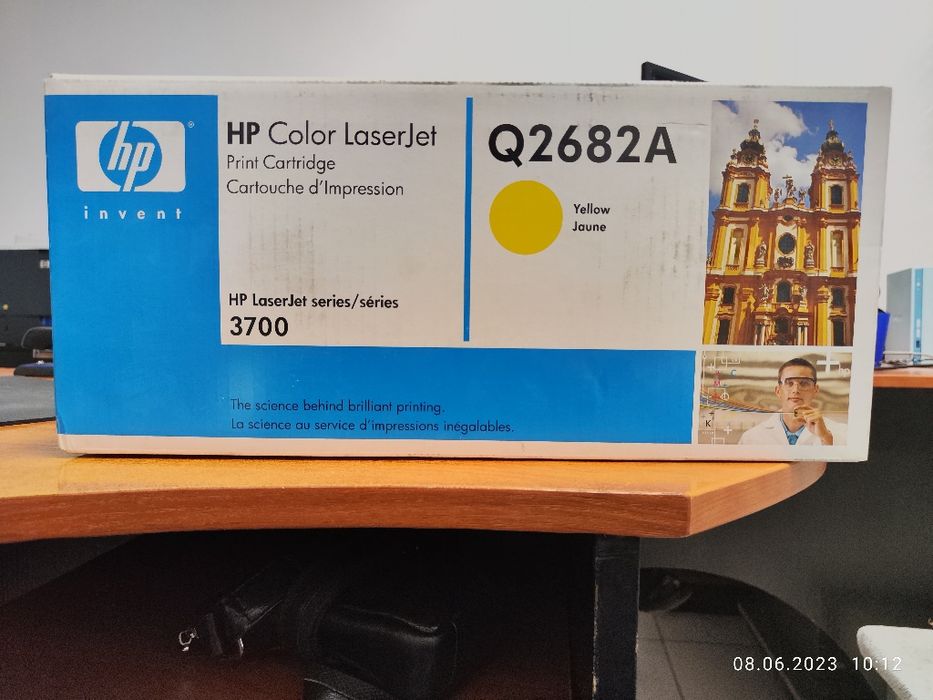 hp
®
invent
HP Color LaserJet
Print Cartridge
Cartouche d'Impression
HP LaserJet series/séries
3700
The science behind brilliant printing.
La science au service d'impressions inégalables.
Q2682A
Yellow
Jaune
C
M
K
hp
08.06.2023 10:12